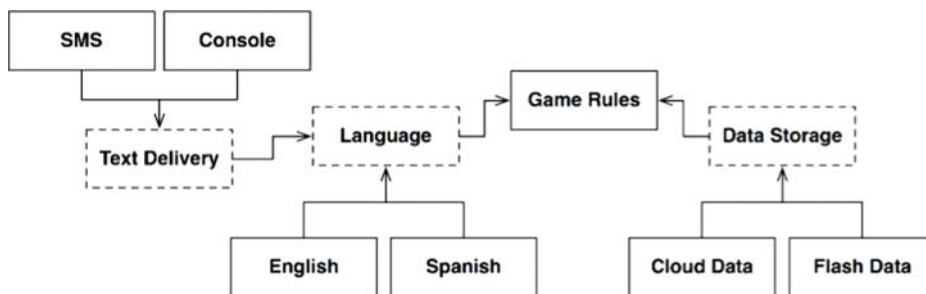 SMS
Console
Game Rules
Text Delivery
Language
Data Storage
English
Spanish
Cloud Data
Flash Data